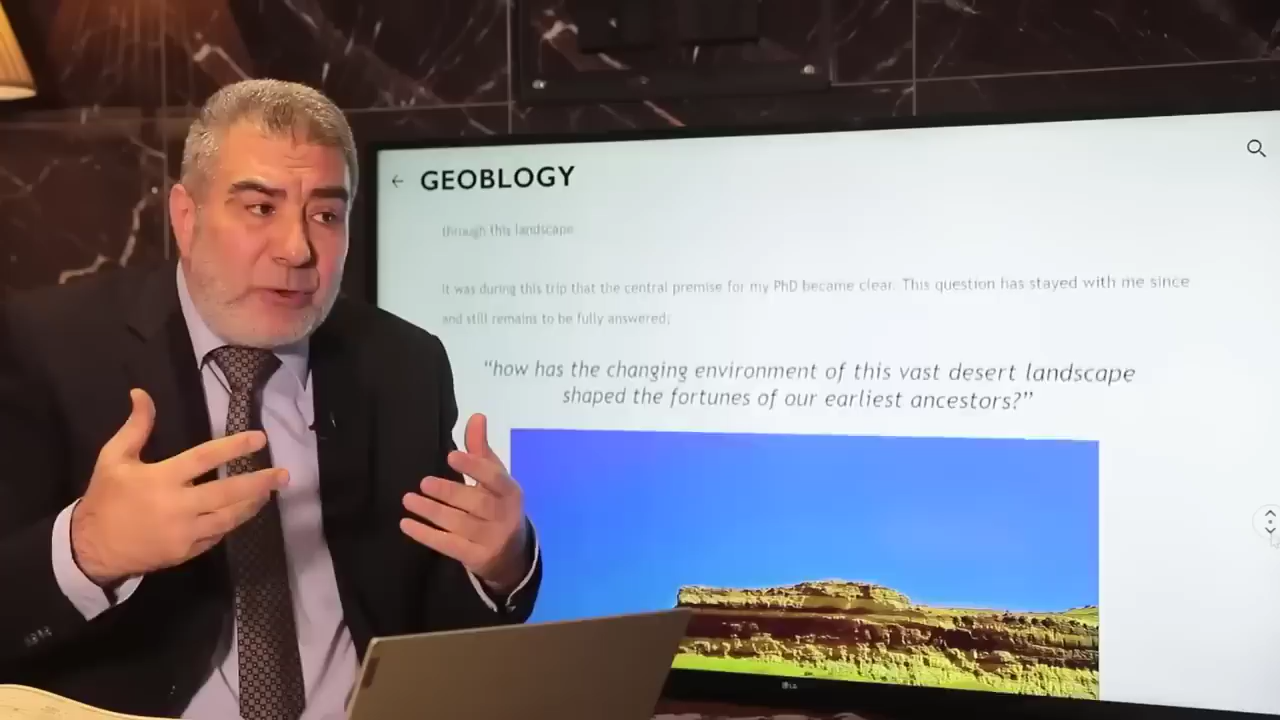 GEOBLOGY
through this landscape
It was during this trip that the central premise for my PhD became clear. This question has stayed with me since
and still remains to be fully answered;
“how has the changing environment of this vast desert landscape
shaped the fortunes of our earliest ancestors?”